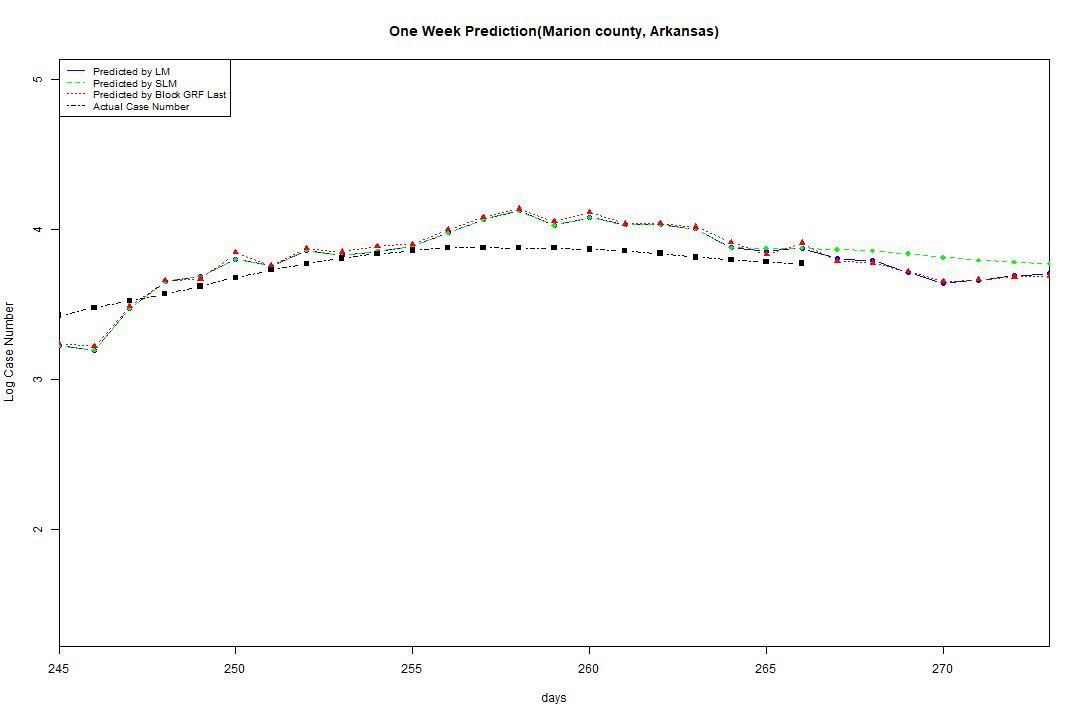 One Week Prediction(Marion county, Arkansas)
Predicted by LM
Predicted by SLM
Predicted by Block GRF Last
Actual Case Number
5
4
3
2
Log Case Number
245 250 255 260 265 270
days